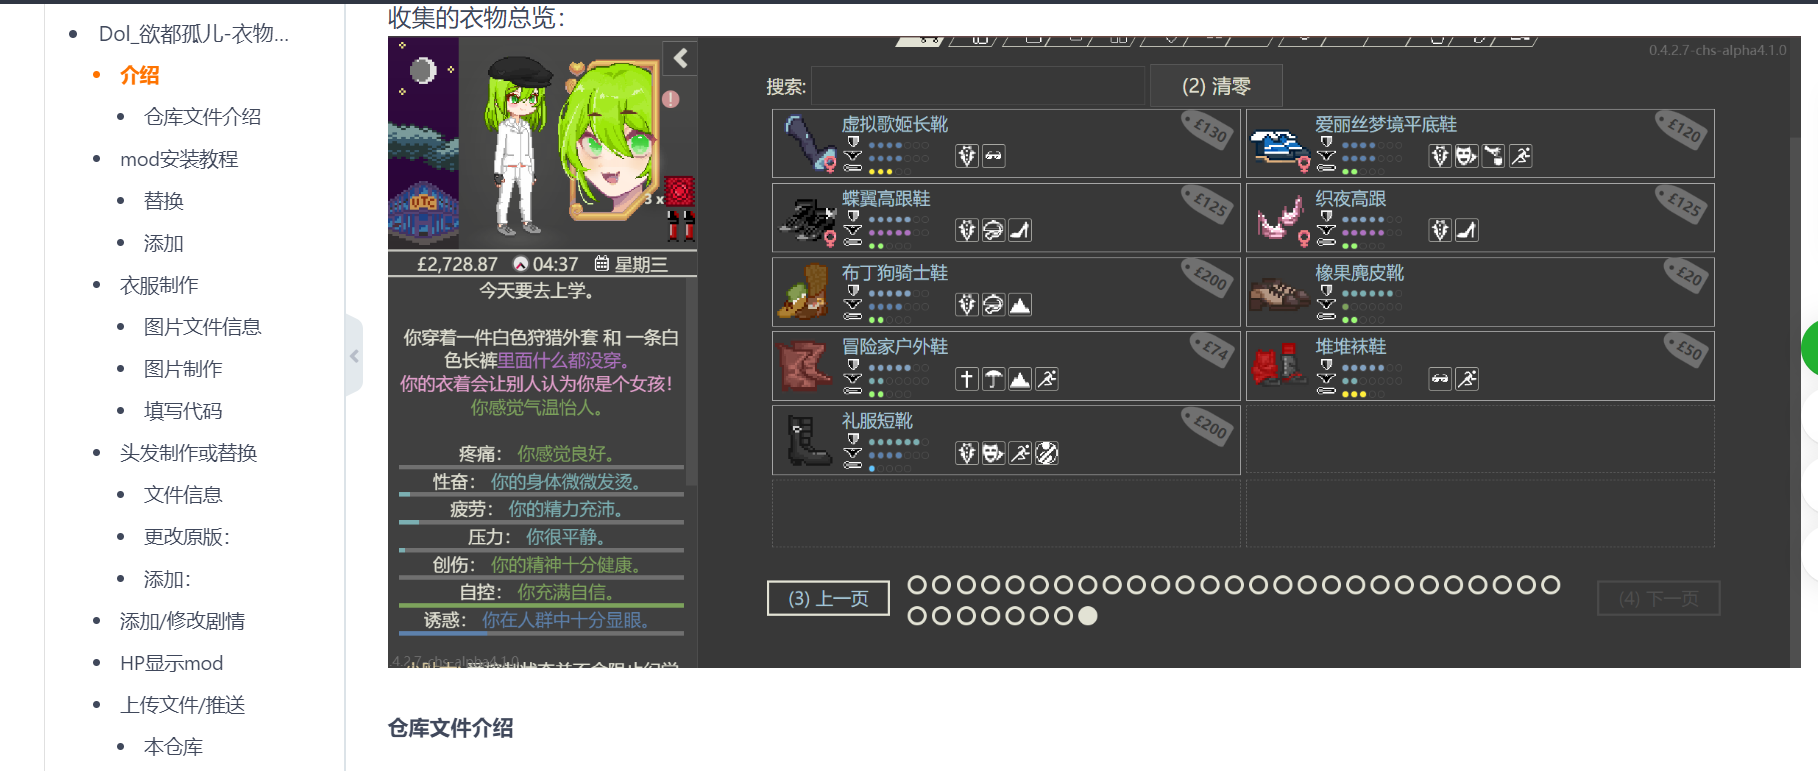 Dol_欲都孤儿-衣物...
介绍
仓库文件介绍
mod安装教程
替换
添加
衣服制作
图片文件信息
图片制作
填写代码
头发制作或替换
文件信息
更改原版：
添加：
添加/修改剧情
HP显示mod
上传文件/推送
本仓库
收集的衣物总览：
0.4.2.7-chs-alpha4.1.0
搜索:
(2) 清零
UTC
3 x
£2,728.87 04:37 星期三
今天要去上学。
你穿着一件白色狩猎外套 和 一条白
色长裤里面什么都没穿。
你的衣着会让别人认为你是个女孩！
你感觉气温怡人。
疼痛： 你感觉良好。
性奋： 你的身体微微发烫。
疲劳： 你的精力充沛。
压力： 你很平静。
创伤： 你的精神十分健康。
自控： 你充满自信。
诱惑： 你在人群中十分显眼。
4.2.7-chs-alpha4.1.0
虚拟歌姬长靴 £130
爱丽丝梦境平底鞋 £120
蝶翼高跟鞋 £125
织夜高跟 £125
布丁狗骑士鞋 £200
橡果麂皮靴 £20
冒险家户外鞋 £74
堆堆袜鞋 £50
礼服短靴 £200
(3) 上一页
(4) 下一页
仓库文件介绍